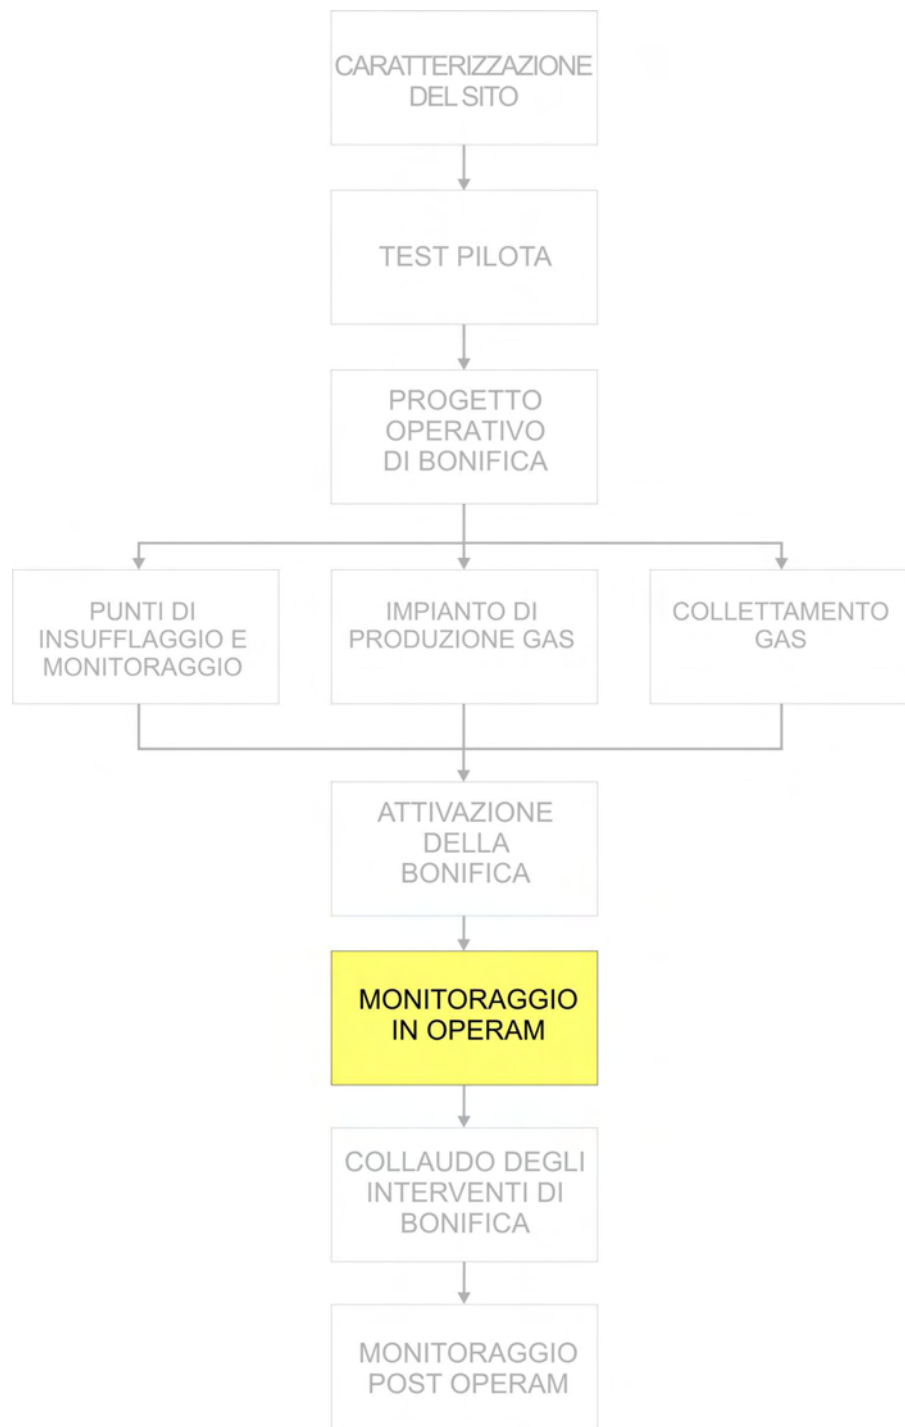 CARATTERIZZAZIONE
DEL SITO
TEST PILOTA
PROGETTO
OPERATIVO
DI BONIFICA
PUNTI DI
INSUFFLAGGIO E
MONITORAGGIO
IMPIANTO DI
PRODUZIONE GAS
COLLETTAMENTO
GAS
ATTIVAZIONE
DELLA
BONIFICA
MONITORAGGIO
IN OPERAM
COLLAUDO DEGLI
INTERVENTI DI
BONIFICA
MONITORAGGIO
POST OPERAM